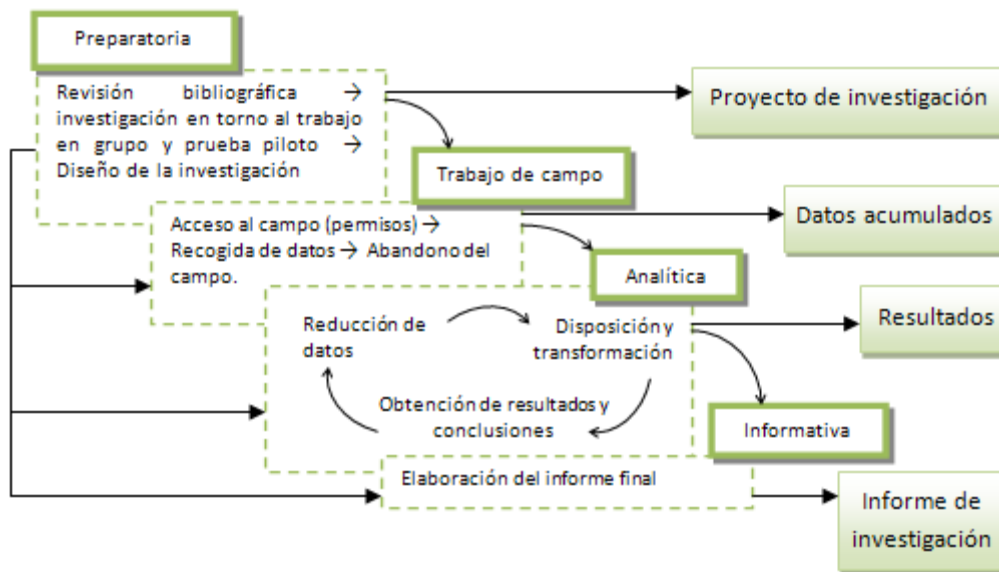 Preparatoria
Revisión bibliográfica →
investigación en torno al trabajo
en grupo y prueba piloto →
Diseño de la investigación
Proyecto de investigación
Trabajo de campo
Acceso al campo (permisos) →
Recogida de datos → Abandono del
campo.
Datos acumulados
Analítica
Reducción de
datos
Disposición y
transformación
Obtención de resultados y
conclusiones
Resultados
Informativa
Elaboración del informe final
Informe de
investigación